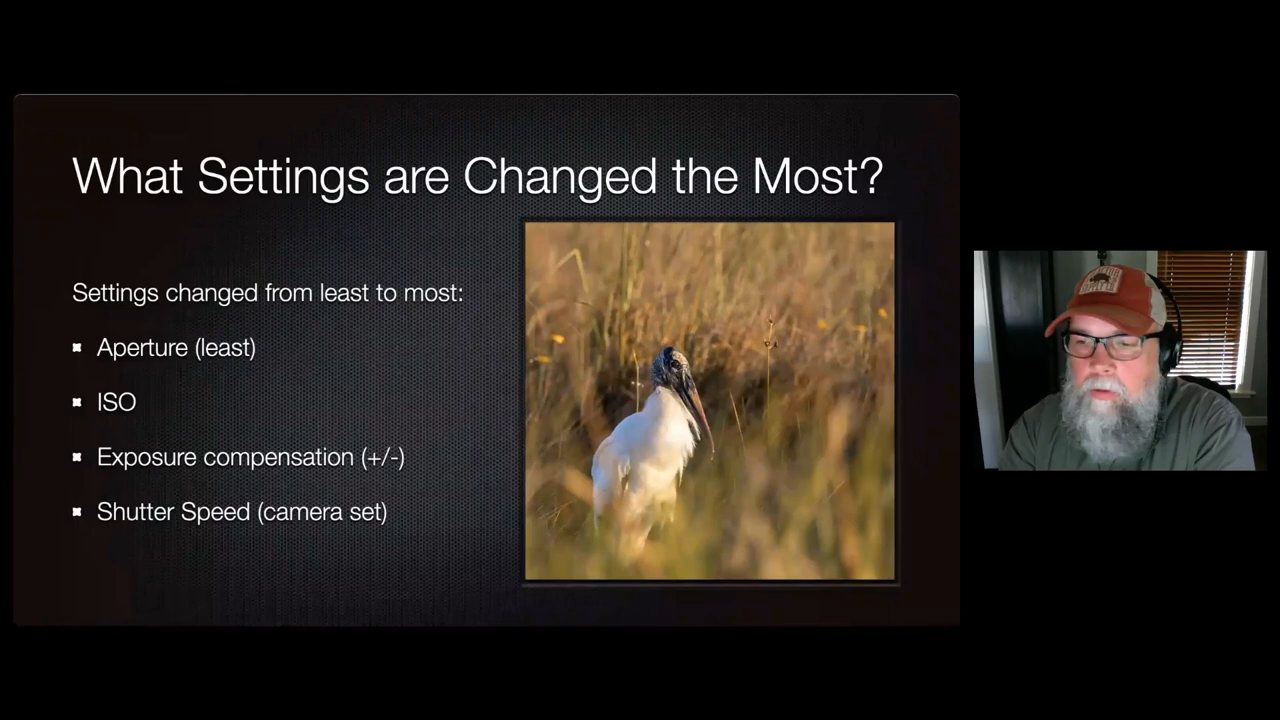 What Settings are Changed the Most?
Settings changed from least to most:
Aperture (least)
ISO
Exposure compensation (+/-)
Shutter Speed (camera set)